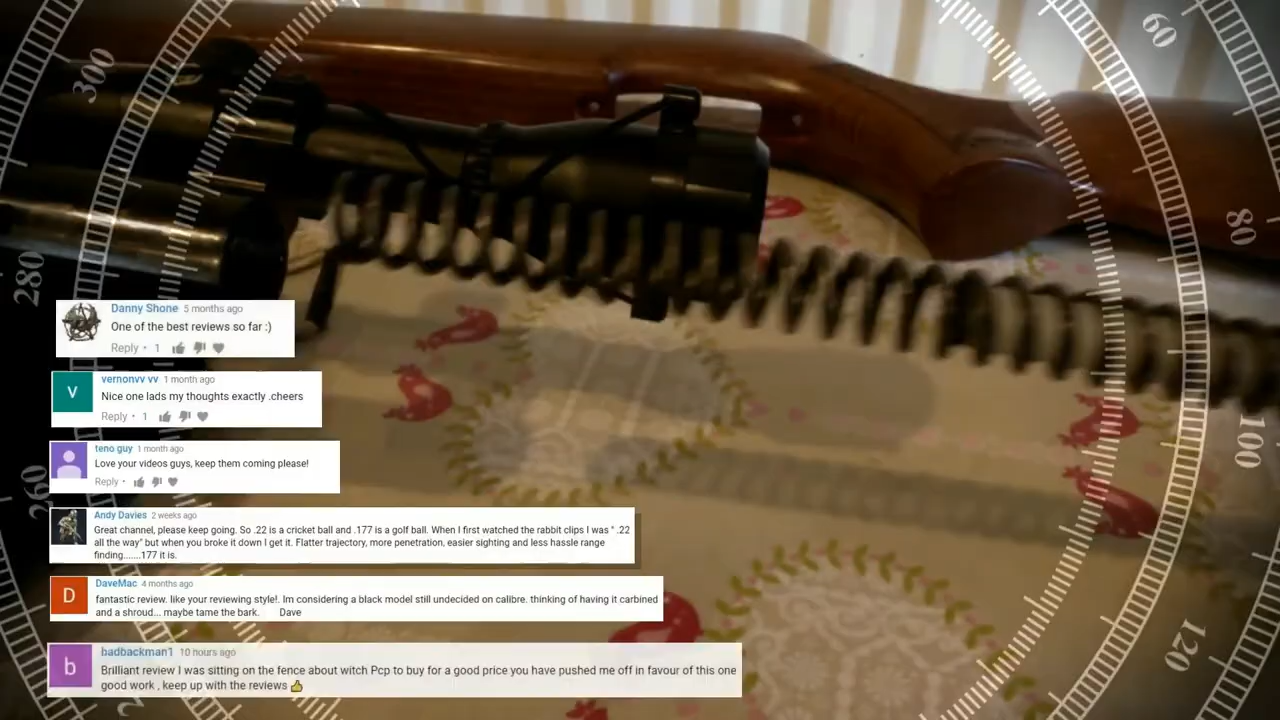 300
60
80
280
Danny Shone 5 months ago
One of the best reviews so far :)
Reply • 1
vernonvv vv 1 month ago
V
Nice one lads my thoughts exactly .cheers
Reply • 1
100
teno guy 1 month ago
Love your videos guys, keep them coming please!
Reply •
260
Andy Davies 2 weeks ago
Great channel, please keep going. So .22 is a cricket ball and .177 is a golf ball. When I first watched the rabbit clips I was " .22
all the way" but when you broke it down I get it. Flatter trajectory, more penetration, easier sighting and less hassle range
finding.......177 it is.
DaveMac 4 months ago
D
fantastic review. like your reviewing style!. Im considering a black model still undecided on calibre. thinking of having it carbined
and a shroud... maybe tame the bark. Dave
120
badbackman1 10 hours ago
b
Brilliant review I was sitting on the fence about witch Pcp to buy for a good price you have pushed me off in favour of this one
good work , keep up with the reviews 👍